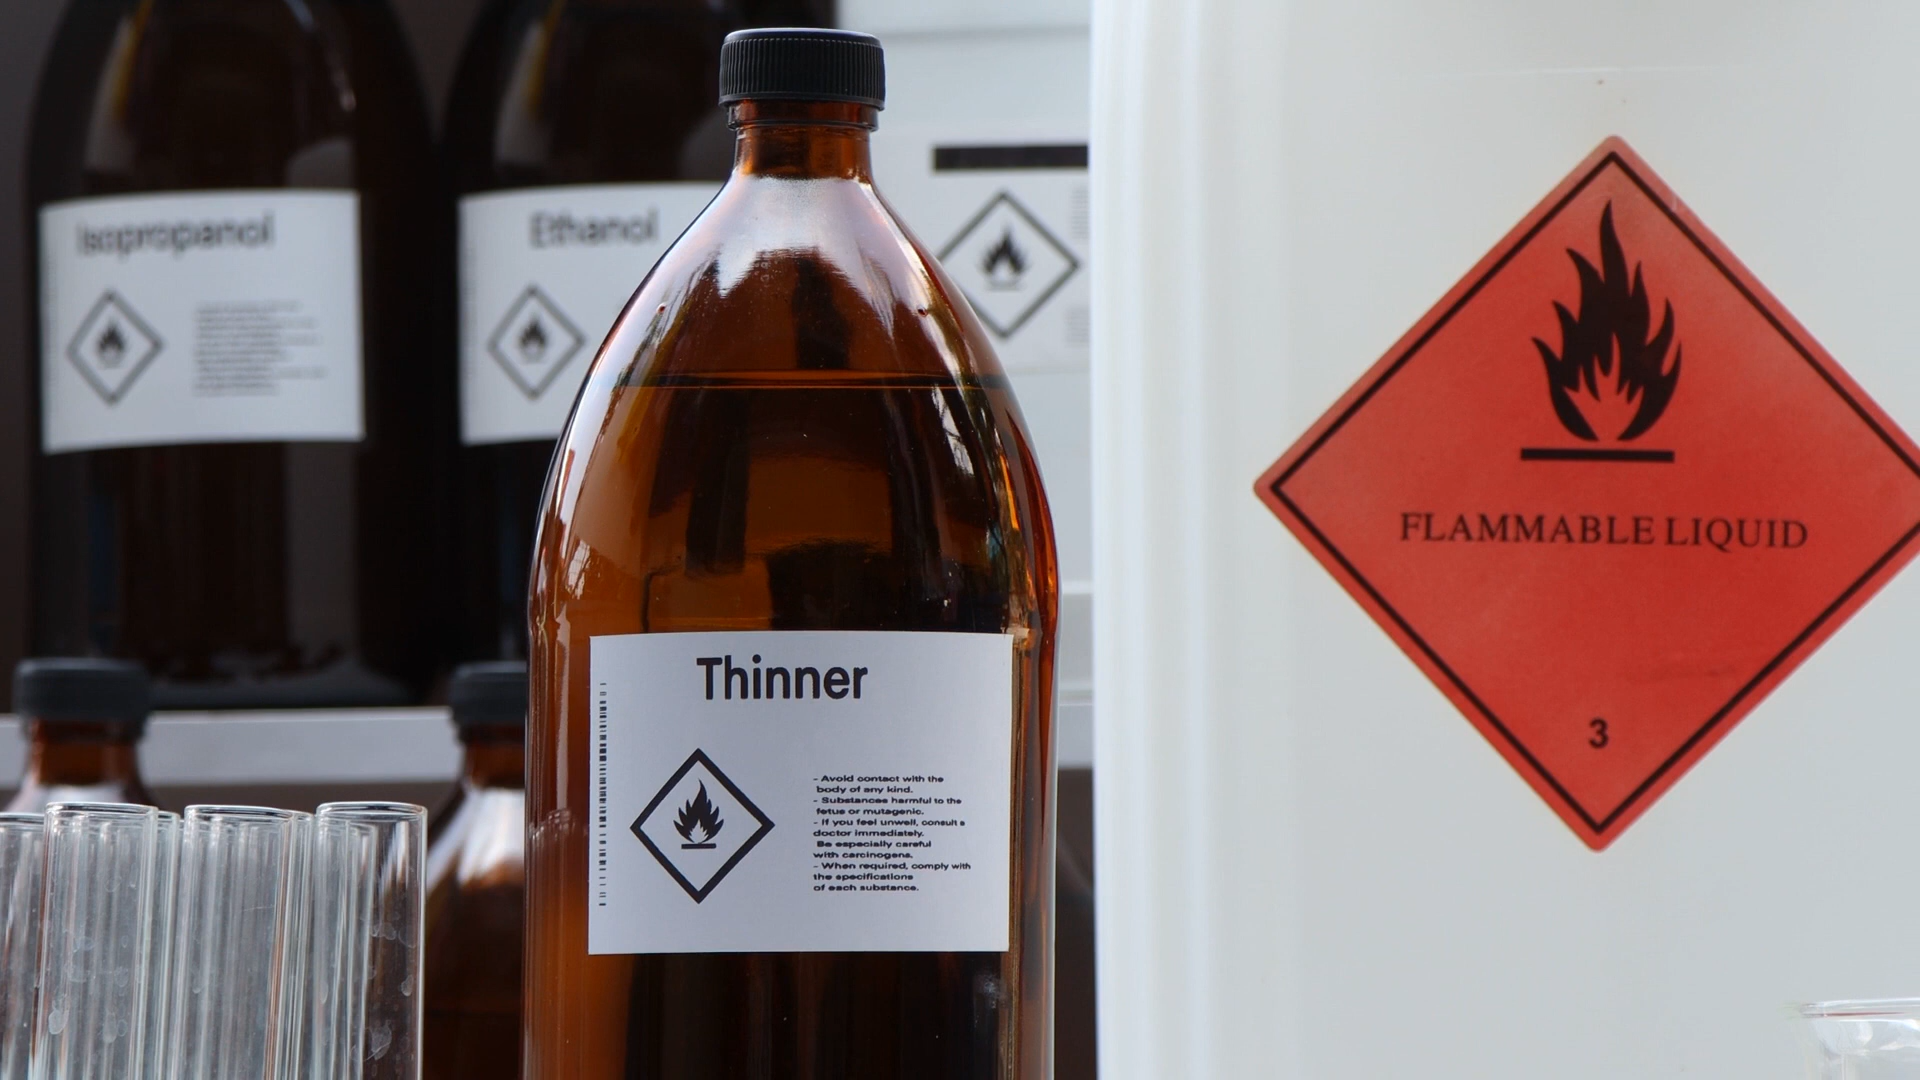 Isopropanol
Ethanol
Thinner
- Avoid contact with the
body of any kind.
- Substances harmful to the
fetus or mutagenic.
- If you feel unwell, consult a
doctor immediately.
Be especially careful
with carcinogens.
- When required, comply with
the specifications
of each substance.
FLAMMABLE LIQUID
3